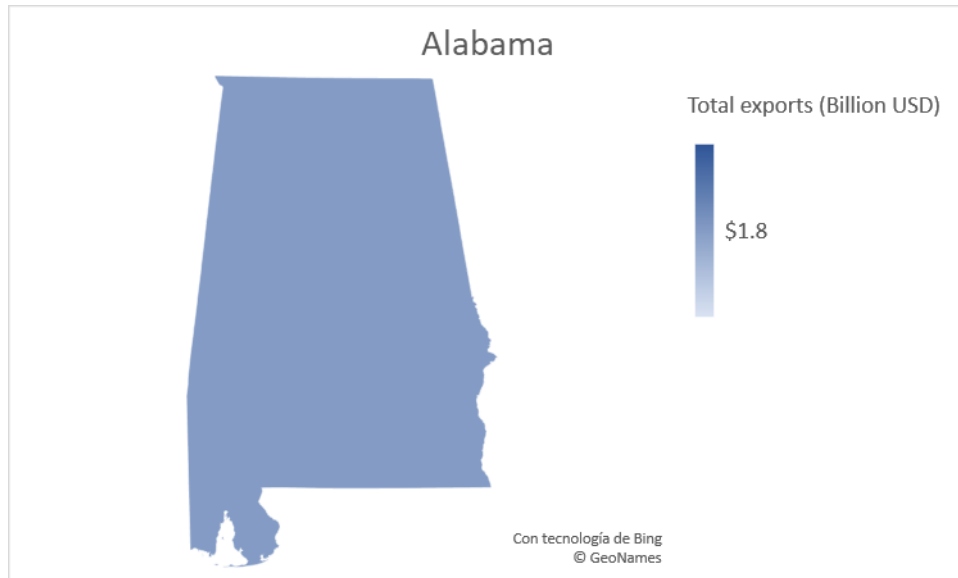 Alabama
Total exports (Billion USD)
$1.8
Con tecnología de Bing
© GeoNames